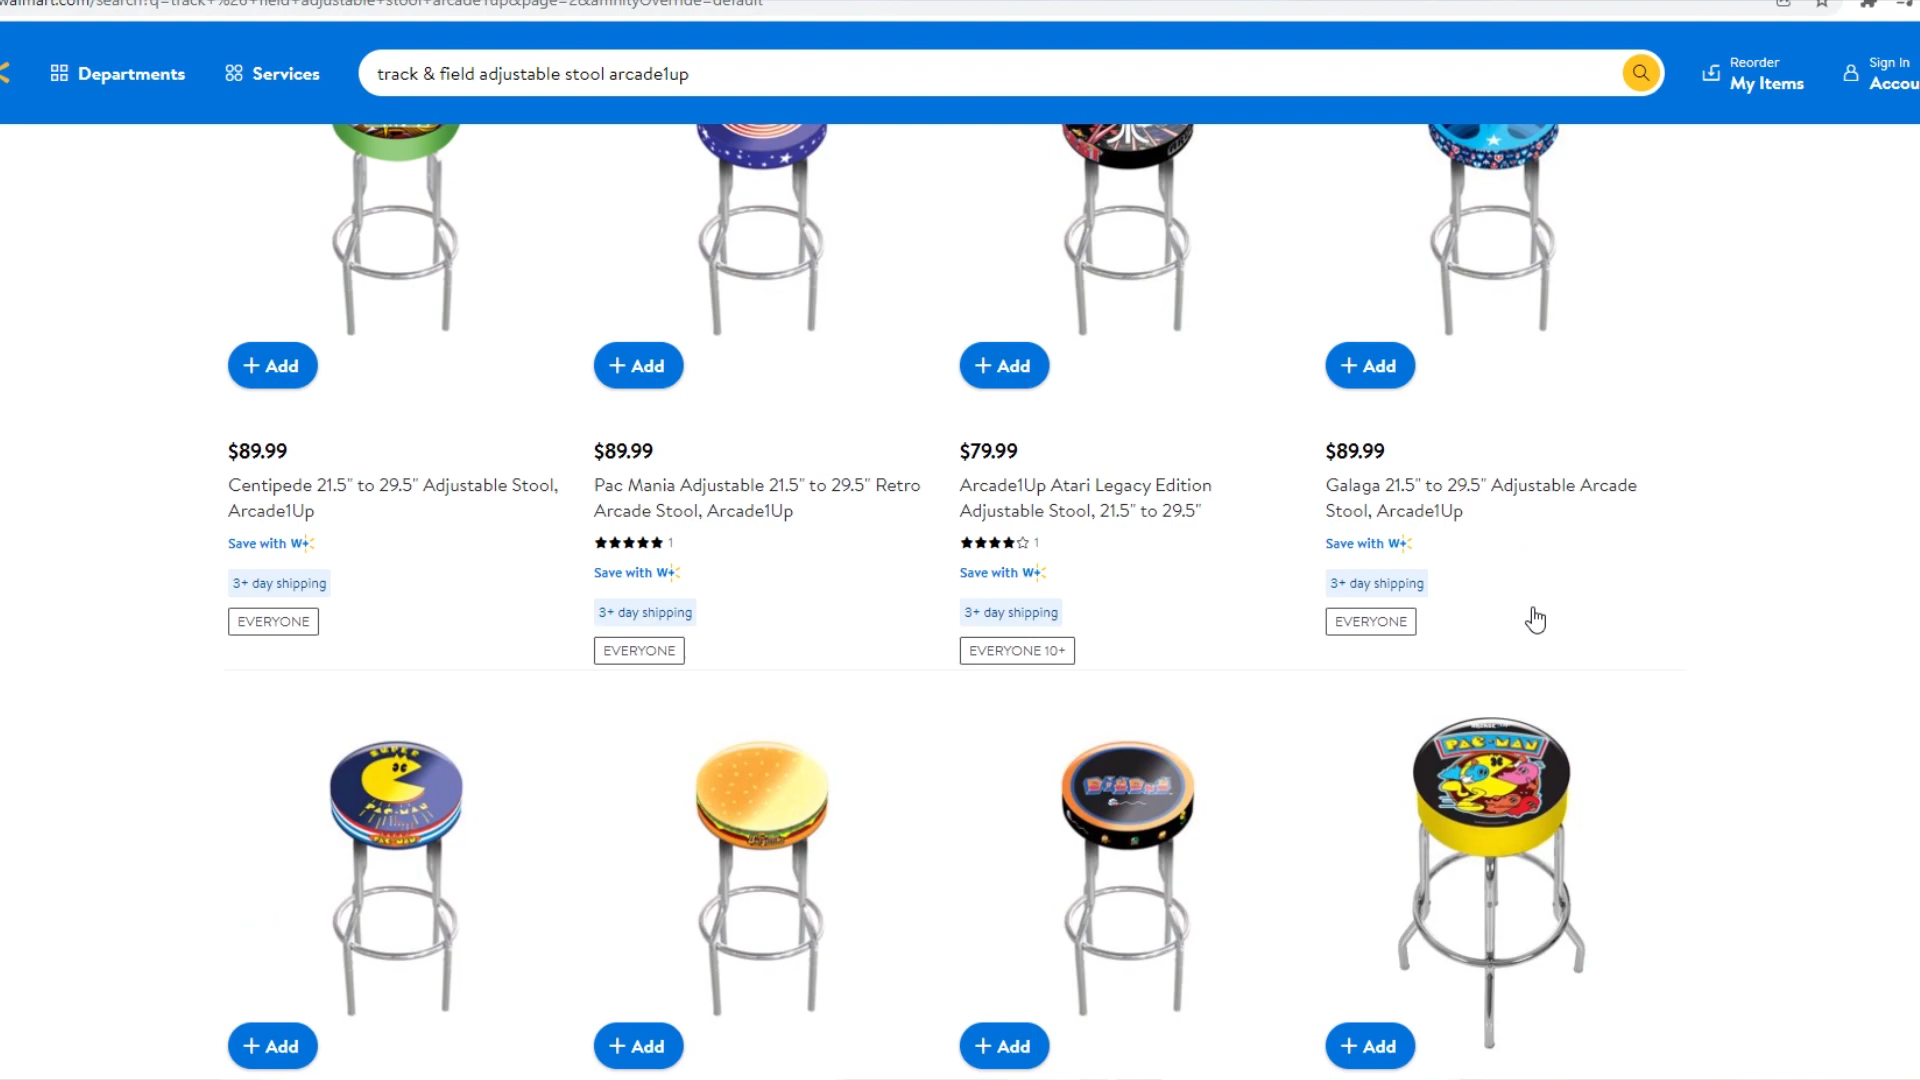 Departments
Services
track & field adjustable stool arcade1up
Reorder
My Items
Sign In
Accou
+ Add
+ Add
+ Add
+ Add
$89.99
Centipede 21.5" to 29.5" Adjustable Stool,
Arcade1Up
Save with W+
3+ day shipping
EVERYONE
$89.99
Pac Mania Adjustable 21.5" to 29.5" Retro
Arcade Stool, Arcade1Up
1
Save with W+
3+ day shipping
EVERYONE
$79.99
Arcade1Up Atari Legacy Edition
Adjustable Stool, 21.5" to 29.5"
1
Save with W+
3+ day shipping
EVERYONE 10+
$89.99
Galaga 21.5" to 29.5" Adjustable Arcade
Stool, Arcade1Up
Save with W+
3+ day shipping
EVERYONE
SUPER
PAC-MAN
DIG DUG
PAC-MAN
+ Add
+ Add
+ Add
+ Add